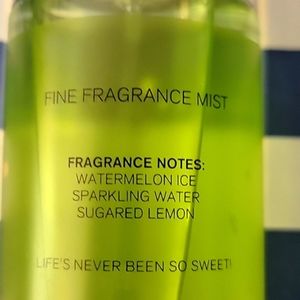 FINE FRAGRANCE MIST
FRAGRANCE NOTES:
WATERMELON ICE
SPARKLING WATER
SUGARED LEMON
LIFE'S NEVER BEEN SO SWEET!